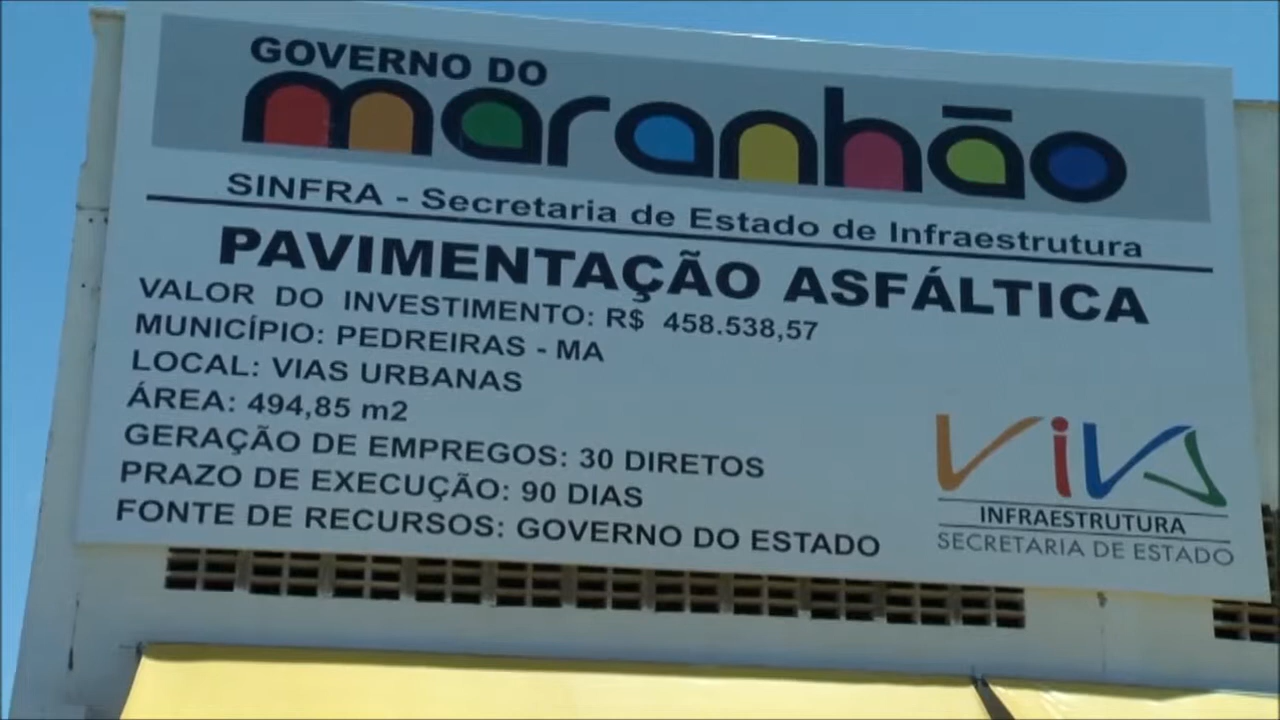 GOVERNO DO
maranhão
SINFRA - Secretaria de Estado de Infraestrutura
PAVIMENTAÇÃO ASFÁLTICA
VALOR DO INVESTIMENTO: R$ 458.538,57
MUNICÍPIO: PEDREIRAS - MA
LOCAL: VIAS URBANAS
ÁREA: 494,85 m2
GERAÇÃO DE EMPREGOS: 30 DIRETOS
PRAZO DE EXECUÇÃO: 90 DIAS
FONTE DE RECURSOS: GOVERNO DO ESTADO
VIVA
INFRAESTRUTURA
SECRETARIA DE ESTADO